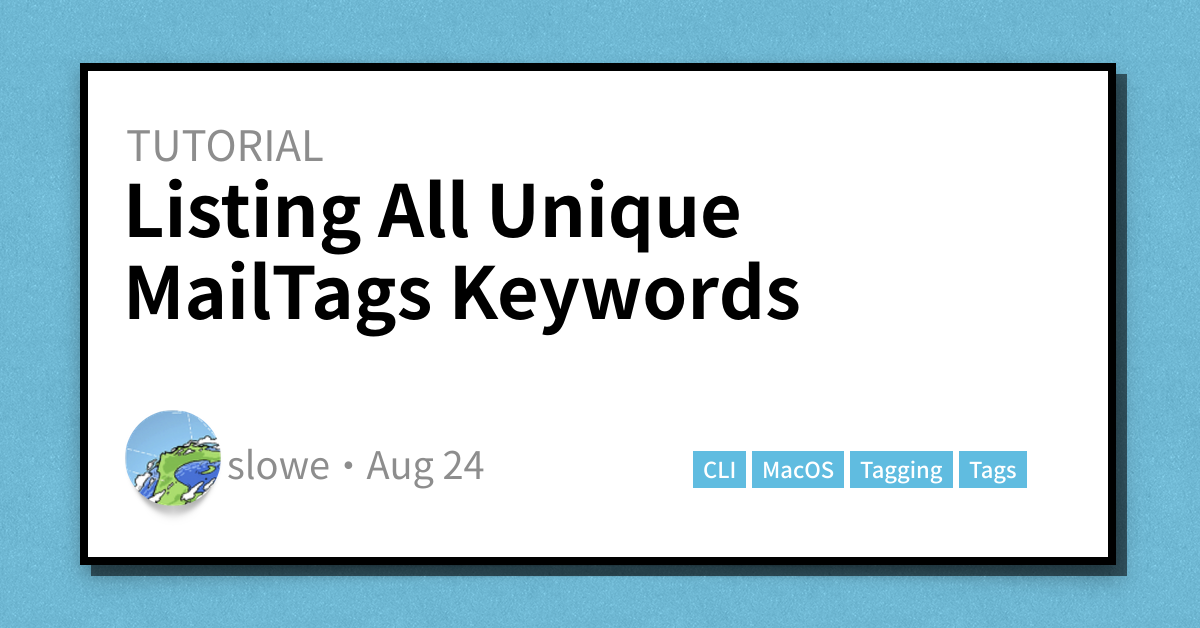 TUTORIAL
Listing All Unique
MailTags Keywords
slowe • Aug 24
CLI MacOS Tagging Tags